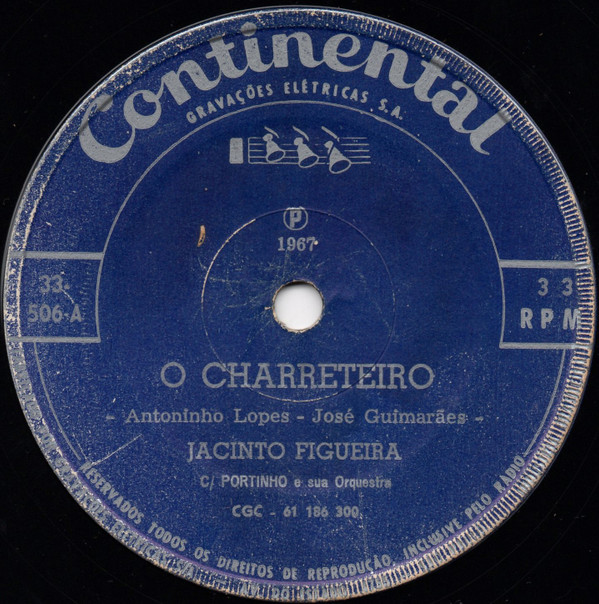 Continental
GRAVAÇÕES ELÉTRICAS, S.A.
P
1967
33.
506-A
33
RPM
O CHARRETEIRO
- Antoninho Lopes - José Guimarães -
JACINTO FIGUEIRA
C/ PORTINHO e sua Orquestra
CGC - 61 186 300
RESERVADOS TODOS OS DIREITOS DE REPRODUÇÃO, INCLUSIVE PELO RÁDIO